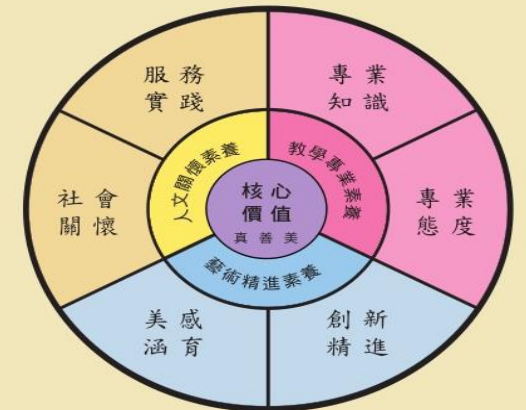 服務
實踐
專業
知識
人文關懷素養
教學專業素養
社會
關懷
核心
價值
真善美
專業
態度
藝術精進素養
美感
涵育
創新
精進